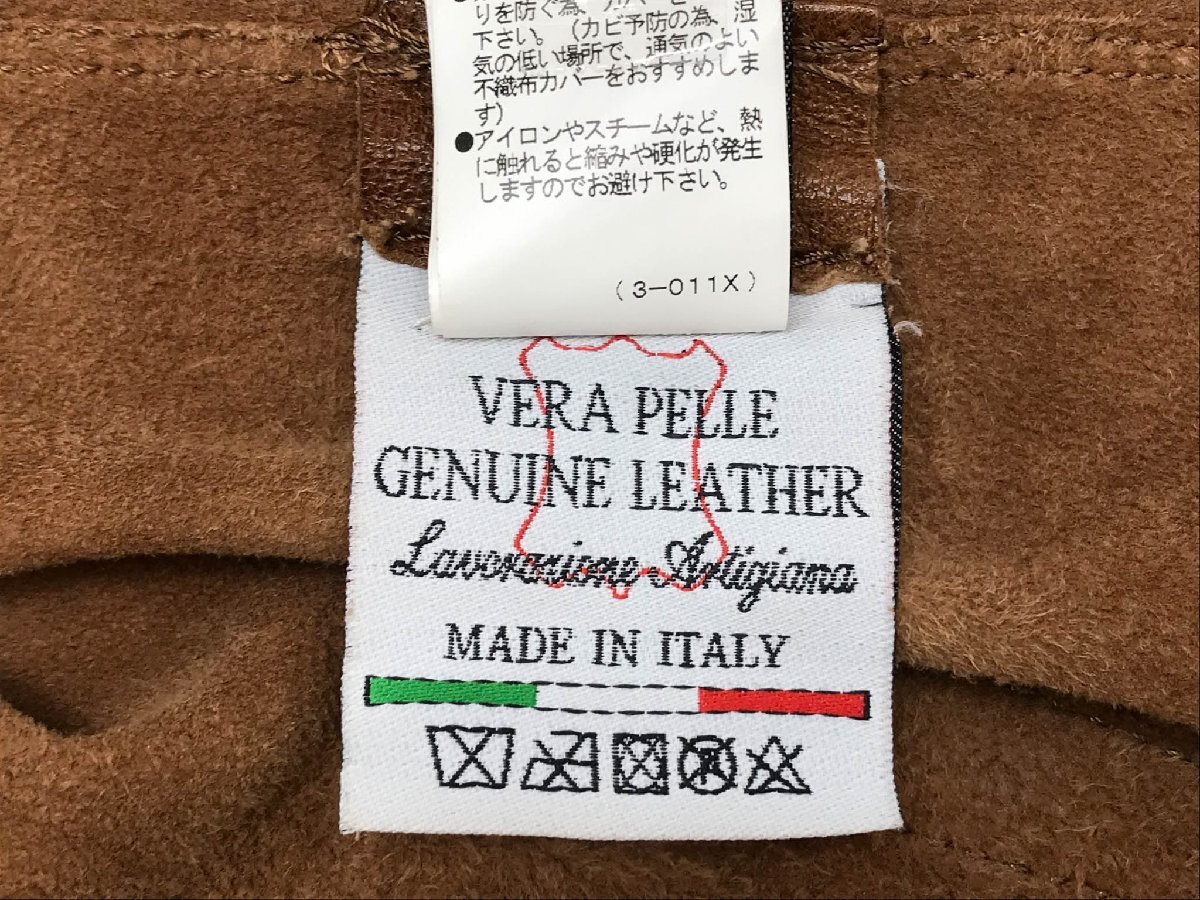 りを防ぐ為、カバーを
下さい。（カビ予防の為、湿
気の低い場所で、通気のよい
不織布カバーをおすすめしま
す）
●アイロンやスチームなど、熱
に触れると縮みや硬化が発生
しますのでお避け下さい。
（3-011X）
VERA PELLE
GENUINE LEATHER
Lavorazione Artigiana
MADE IN ITALY